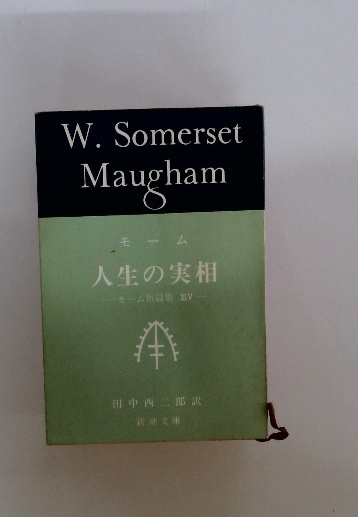 W. Somerset
Maugham
モーム
人生の実相
—モーム短篇集 XIV—
田中西二郎訳
新潮文庫